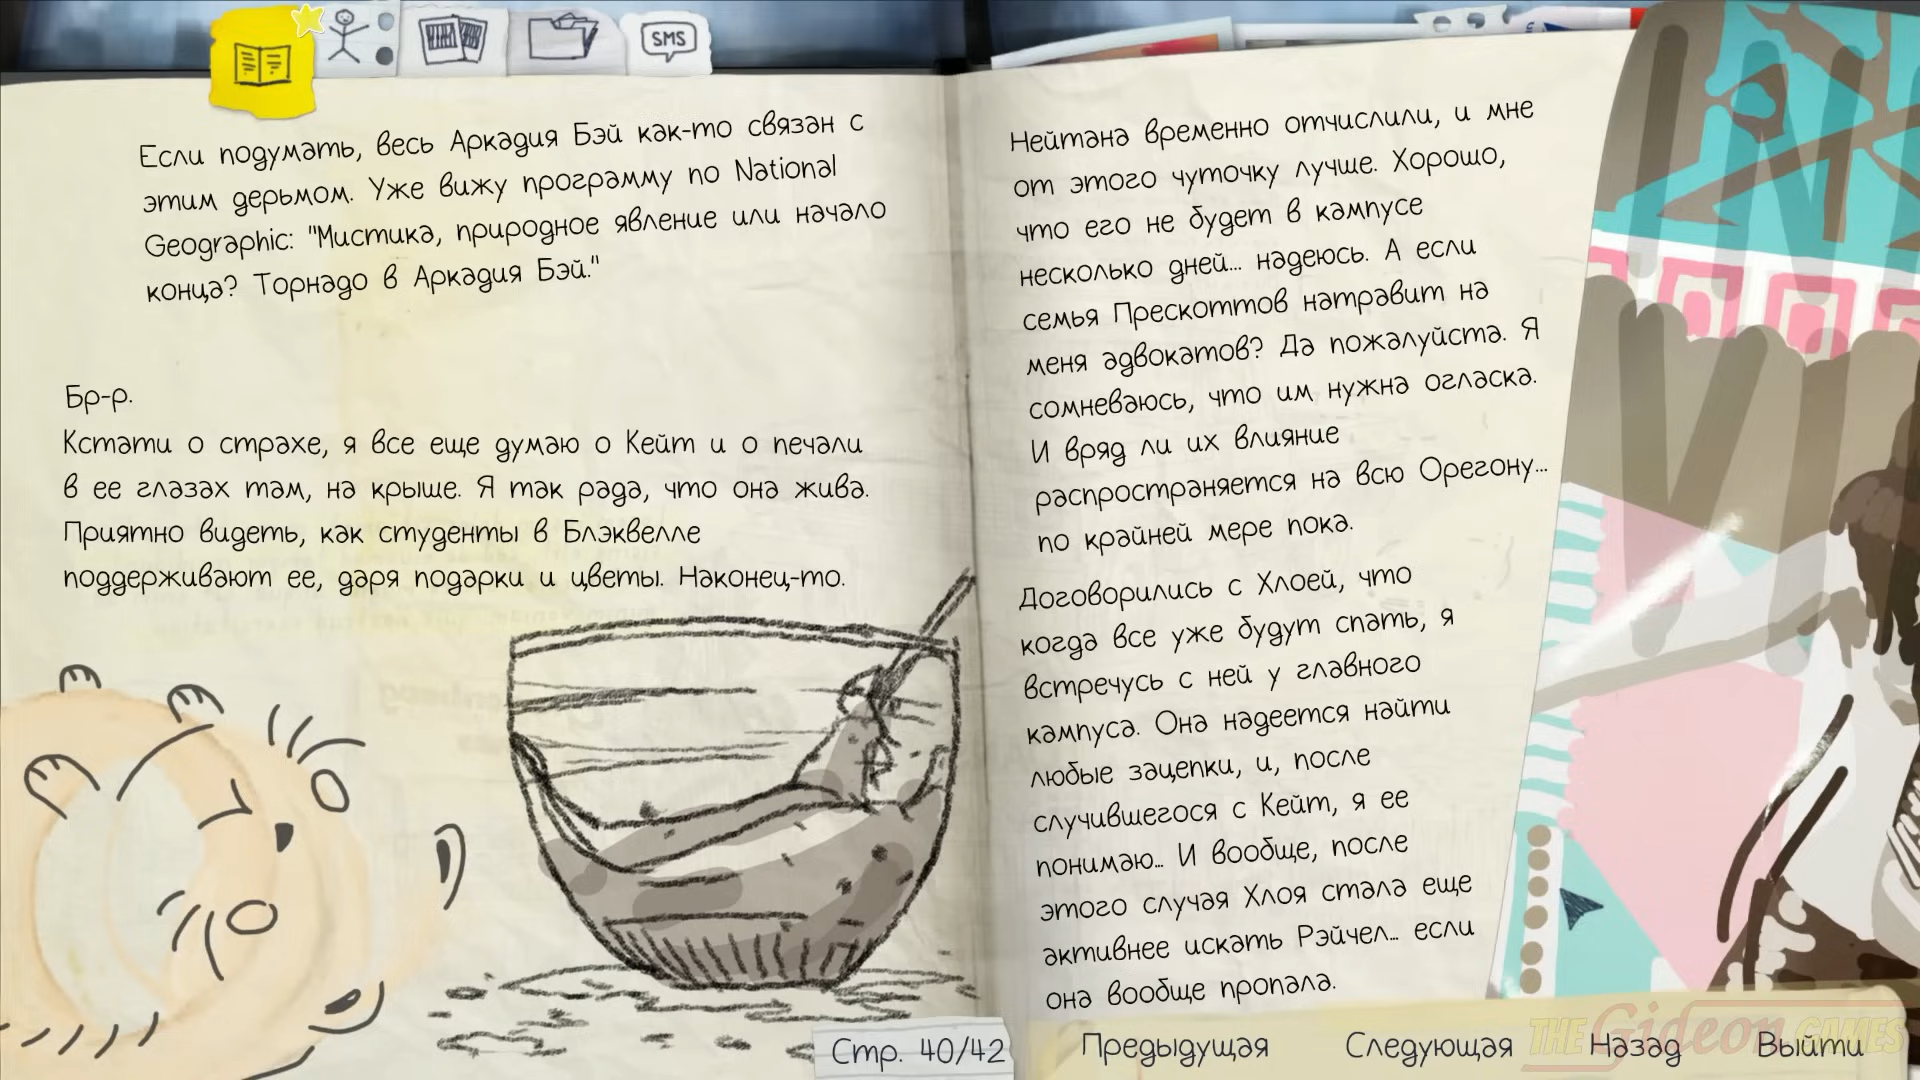 SMS
Если подумать, весь Аркадия Бэй как-то связан с
этим дерьмом. Уже вижу программу по National
Geographic: "Мистика, природное явление или начало
конца? Торнадо в Аркадия Бэй."
Бр-р.
Кстати о страхе, я все еще думаю о Кейт и о печали
в ее глазах там, на крыше. Я так рада, что она жива.
Приятно видеть, как студенты в Блэквелле
поддерживают ее, даря подарки и цветы. Наконец-то.
Нейтана временно отчислили, и мне
от этого чуточку лучше. Хорошо,
что его не будет в кампусе
несколько дней... надеюсь. А если
семья Прескоттов натравит на
меня адвокатов? Да пожалуйста. Я
сомневаюсь, что им нужна огласка.
И вряд ли их влияние
распространяется на всю Орегону...
по крайней мере пока.
Договорились с Хлоей, что
когда все уже будут спать, я
встречусь с ней у главного
кампуса. Она надеется найти
любые зацепки, и, после
случившегося с Кейт, я ее
понимаю... И вообще, после
этого случая Хлоя стала еще
активнее искать Рэйчел... если
она вообще пропала.
Стр. 40/42
Предыдущая
Следующая
Назад
Выйти
THE Gideon GAMES